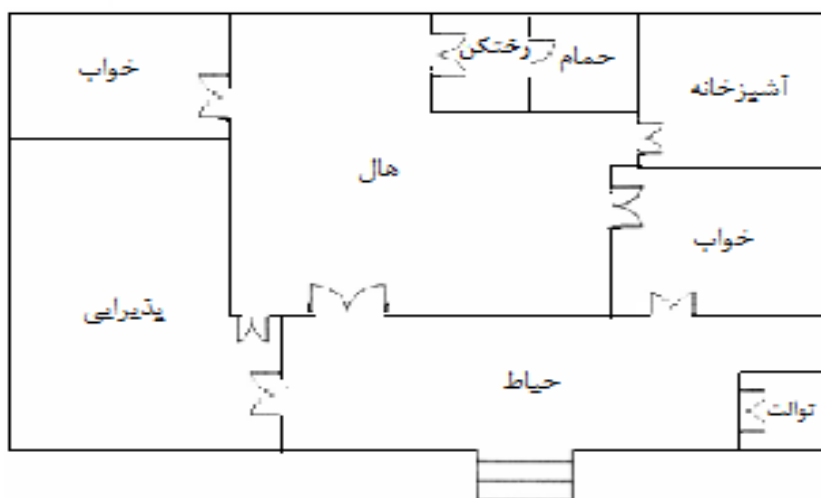 خواب
رختکن
حمام
آشپزخانه
هال
خواب
پذیرایی
حیاط
توالت